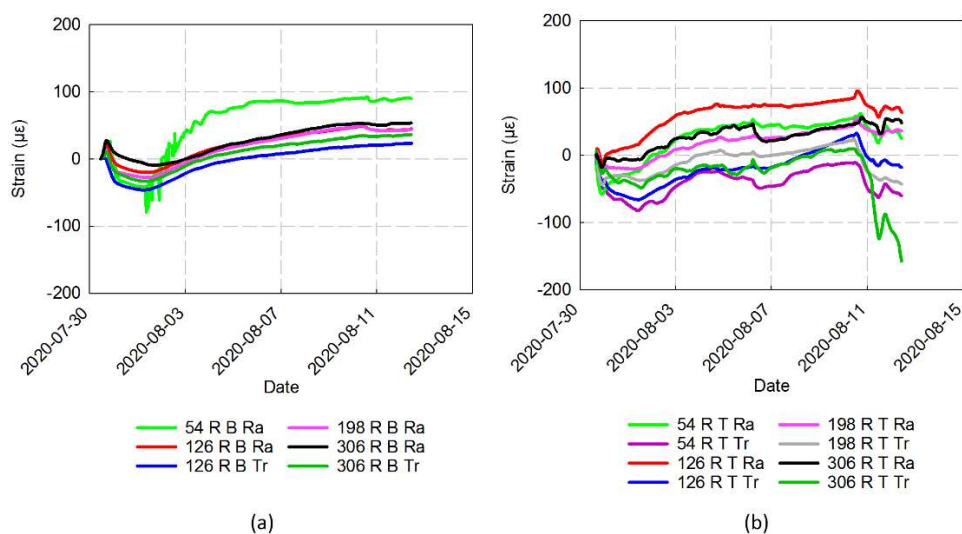 200
100
0
-100
-200
Strain (µε)
2020-07-30
2020-08-03
2020-08-07
2020-08-11
2020-08-15
Date
54 R B Ra
198 R B Ra
126 R B Ra
306 R B Ra
126 R B Tr
306 R B Tr
(a)
200
100
0
-100
-200
Strain (µε)
2020-07-30
2020-08-03
2020-08-07
2020-08-11
2020-08-15
Date
54 R T Ra
198 R T Ra
54 R T Tr
198 R T Tr
126 R T Ra
306 R T Ra
126 R T Tr
306 R T Tr
(b)